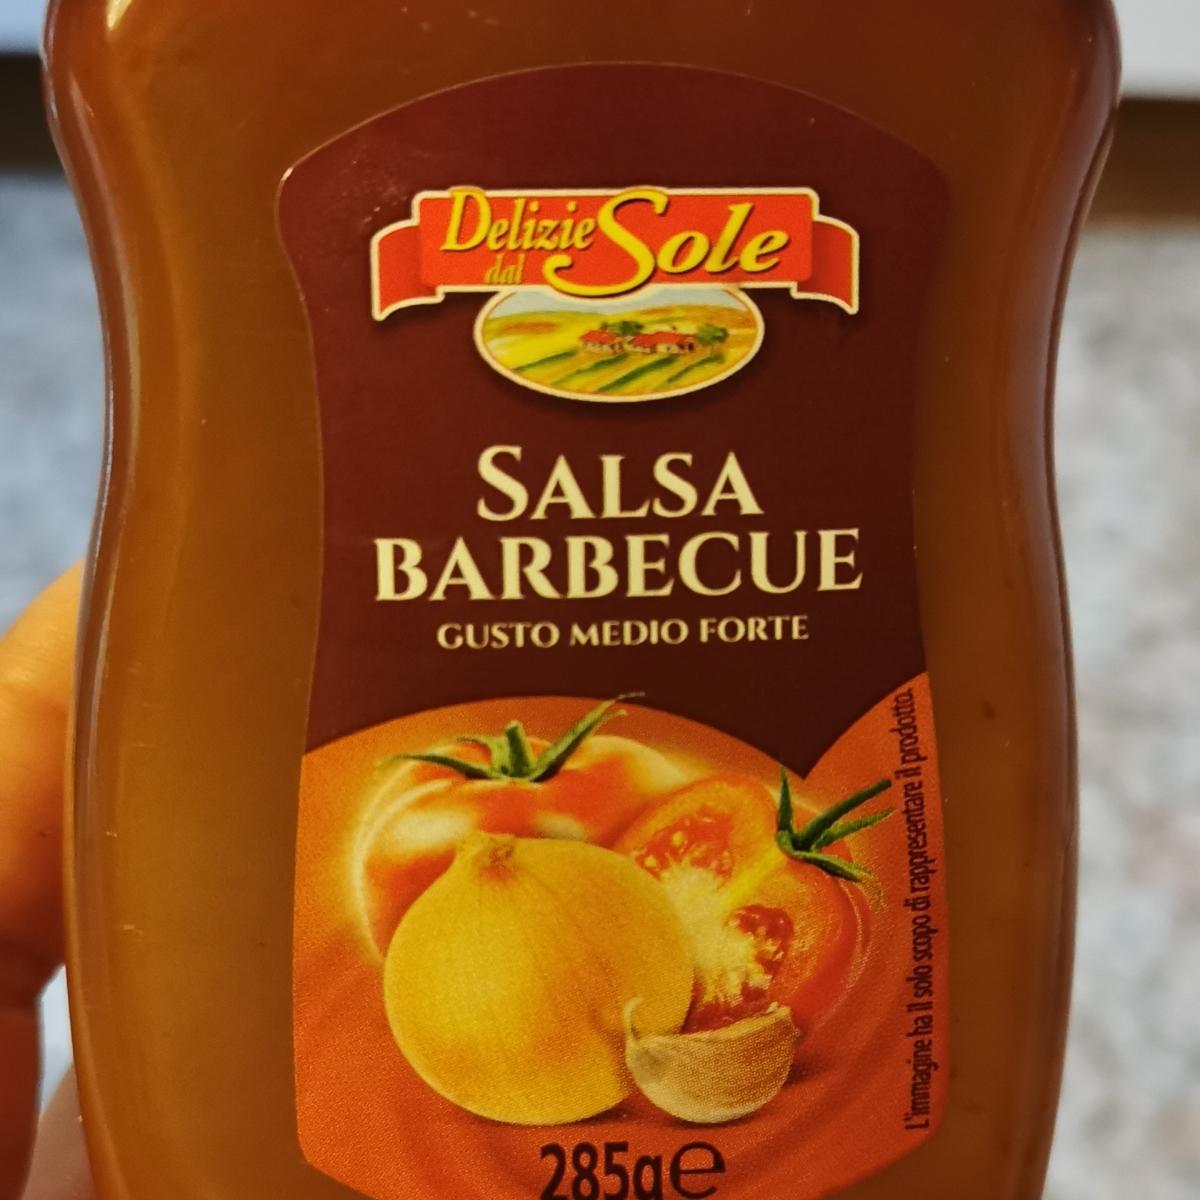 Delizie
dal Sole
SALSA
BARBECUE
GUSTO MEDIO FORTE
L'immagine ha il solo scopo di rappresentare il prodotto.
285g e